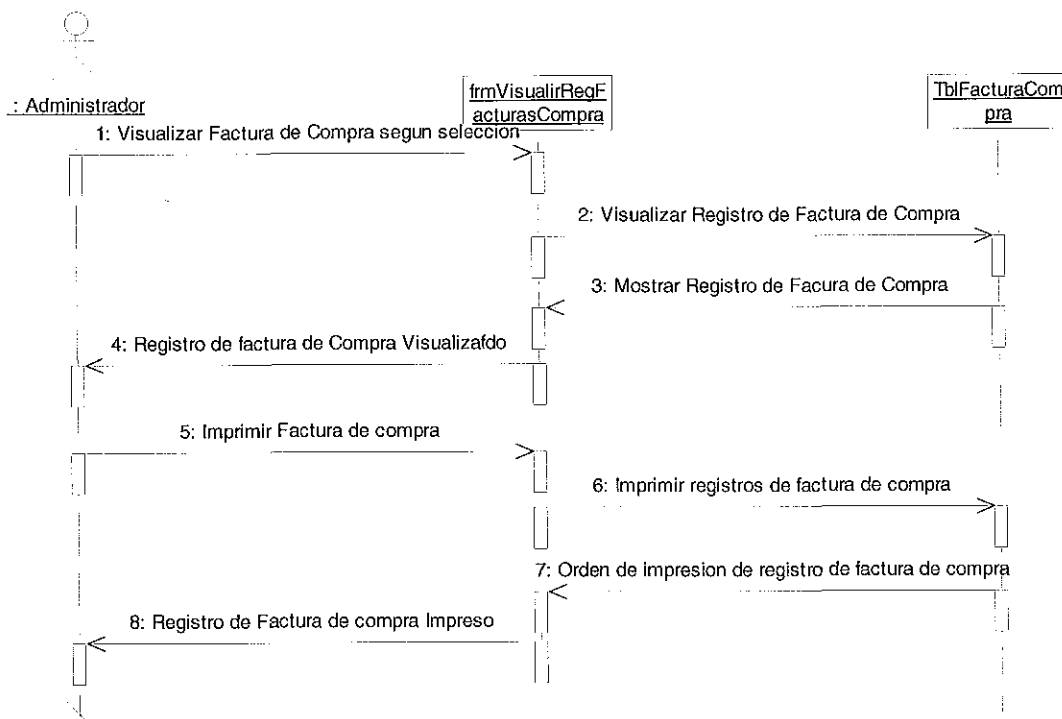 : Administrador
frmVisualirRegF
acturasCompra
TblFacturaCom
pra
1: Visualizar Factura de Compra segun seleccion
2: Visualizar Registro de Factura de Compra
3: Mostrar Registro de Facura de Compra
4: Registro de factura de Compra Visualizafdo
5: Imprimir Factura de compra
6: Imprimir registros de factura de compra
7: Orden de impresion de registro de factura de compra
8: Registro de Factura de compra Impreso